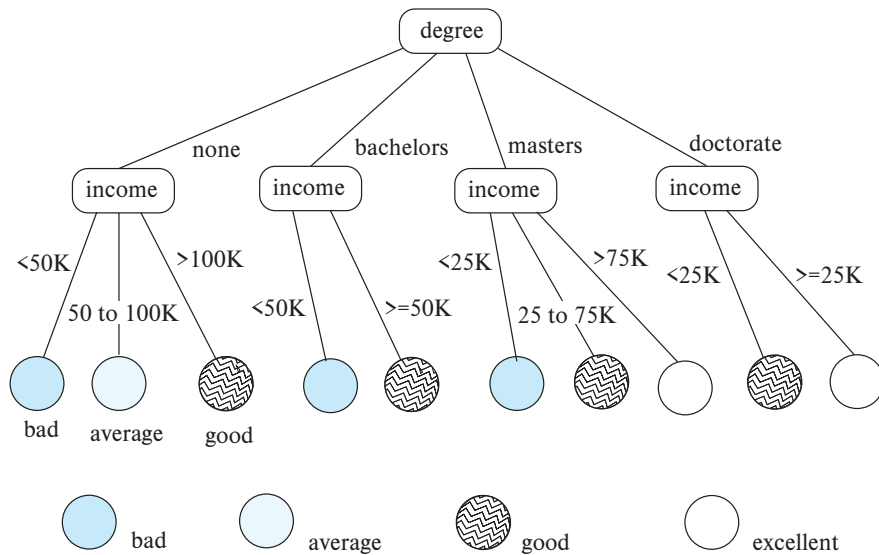 degree
none
bachelors
masters
doctorate
income
income
income
income
<50K
>100K
<25K
>75K
<25K
>=25K
50 to 100K
<50K
>=50K
25 to 75K
bad
average
good
bad
average
good
excellent